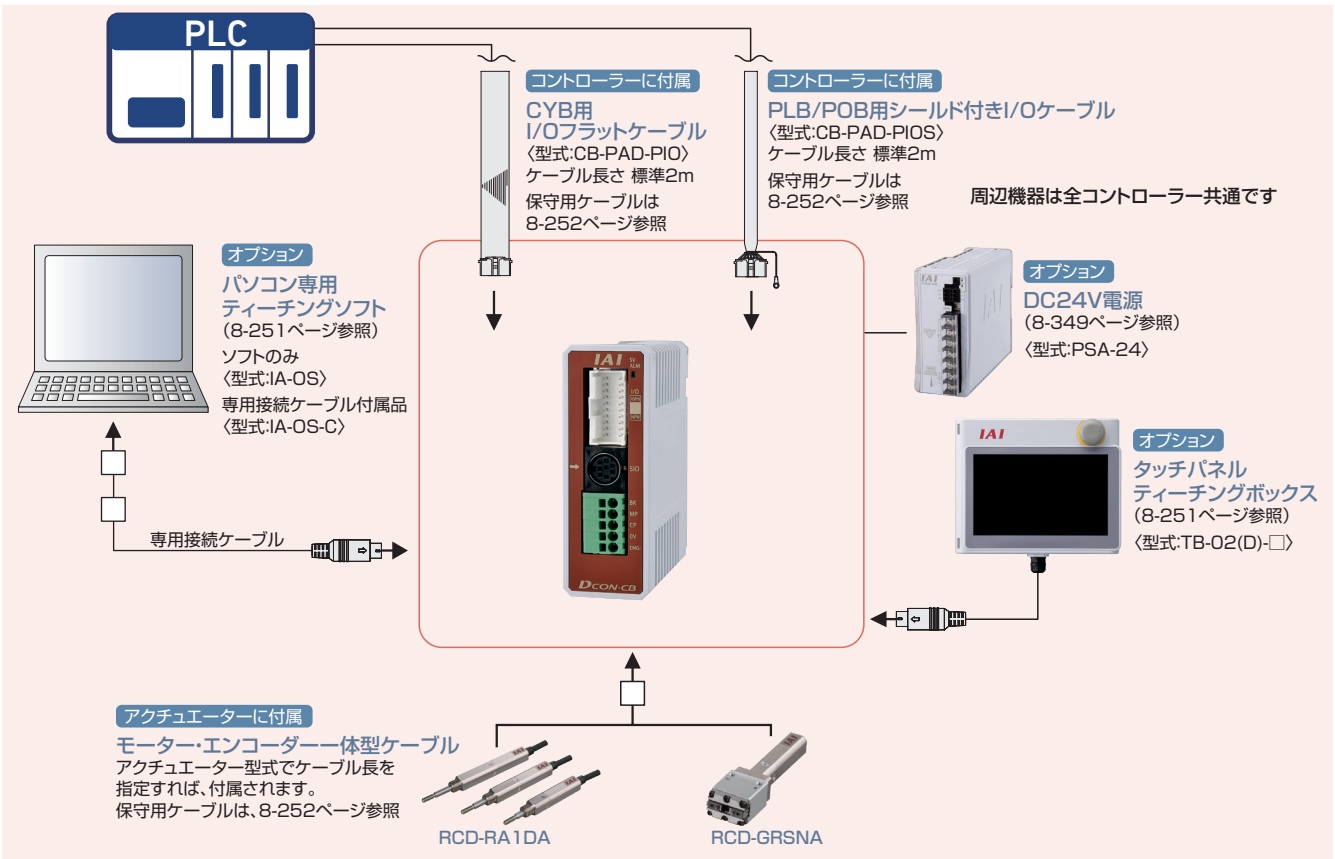 PLC
コントローラーに付属
CYB用
I/Oフラットケーブル
〈型式:CB-PAD-PIO〉
ケーブル長さ 標準2m
保守用ケーブルは
8-252ページ参照
コントローラーに付属
PLB/POB用シールド付きI/Oケーブル
〈型式:CB-PAD-PIOS〉
ケーブル長さ 標準2m
保守用ケーブルは
8-252ページ参照
周辺機器は全コントローラー共通です
オプション
パソコン専用
ティーチングソフト
(8-251ページ参照)
ソフトのみ
〈型式:IA-OS〉
専用接続ケーブル付属品
〈型式:IA-OS-C〉
専用接続ケーブル
IAI
SV
ALM
I/O
SIO
BK
MP
CP
DV
DCON-CB
IAI
オプション
DC24V電源
(8-349ページ参照)
〈型式:PSA-24〉
IAI
オプション
タッチパネル
ティーチングボックス
(8-251ページ参照)
〈型式:TB-02(D)-□〉
アクチュエーターに付属
モーター・エンコーダー一体型ケーブル
アクチュエーター型式でケーブル長を
指定すれば、付属されます。
保守用ケーブルは、8-252ページ参照
IAI
IAI
IAI
RCD-RA1DA
IAI
RCD-GRSNA